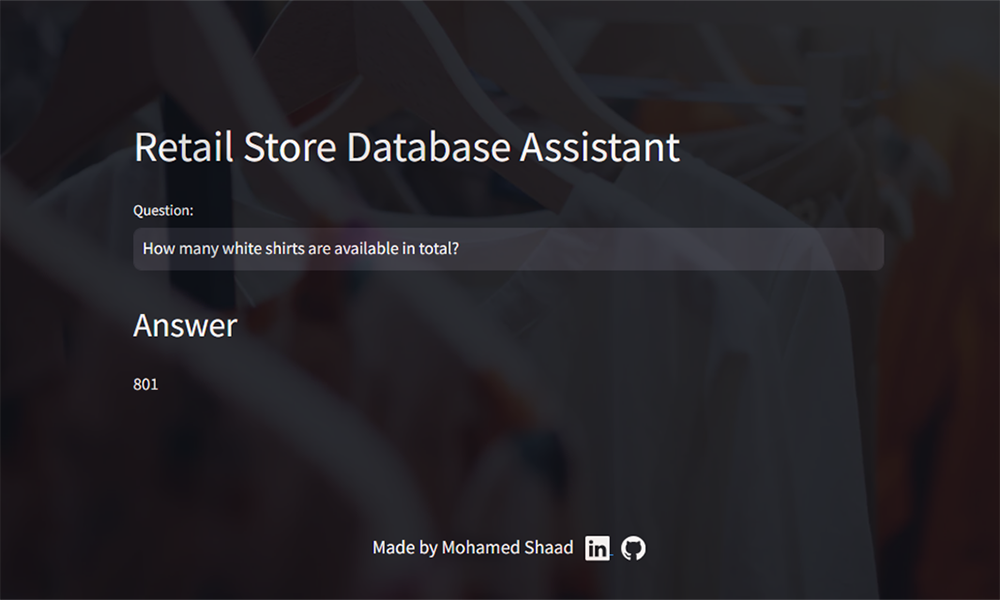 Retail Store Database Assistant
Question:
How many white shirts are available in total?
Answer
801
Made by Mohamed Shaad in